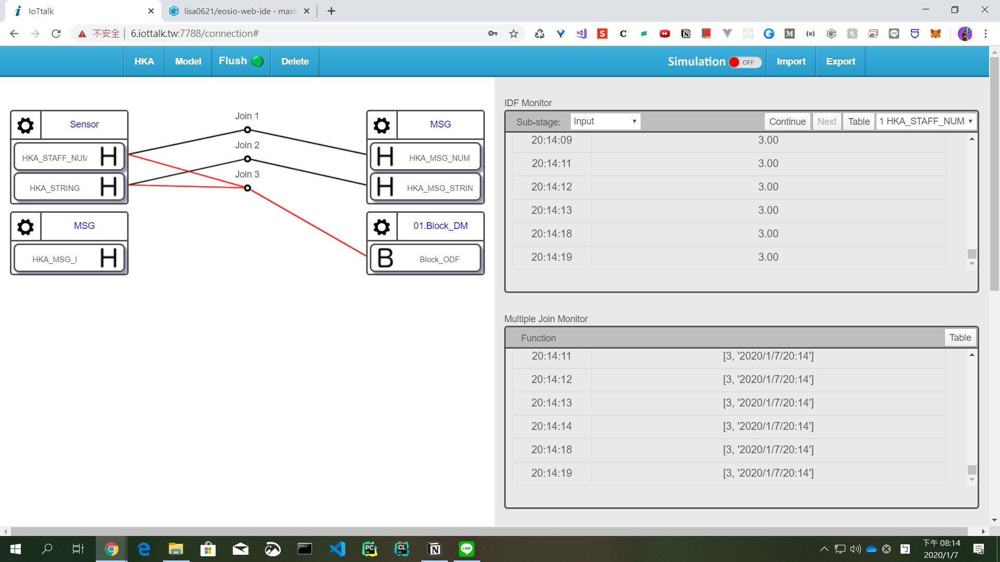 IoTtalk
lisa0621/eosio-web-ide - mast
不安全
6.iottalk.tw:7788/connection#
HKA
Model
Flush
Delete
Simulation
OFF
Import
Export
Sensor
HKA_STAFF_NUM
H
HKA_STRING
H
MSG
HKA_MSG_I
H
Join 1
Join 2
Join 3
MSG
H
HKA_MSG_NUM
H
HKA_MSG_STRIN
01.Block_DM
B
Block_ODF
IDF Monitor
Sub-stage:
Input
Continue
Next
Table
1 HKA_STAFF_NUM
20:14:09 3.00
20:14:11 3.00
20:14:12 3.00
20:14:13 3.00
20:14:18 3.00
20:14:19 3.00
Multiple Join Monitor
Function
Table
20:14:11 [3, '2020/1/7/20:14']
20:14:12 [3, '2020/1/7/20:14']
20:14:13 [3, '2020/1/7/20:14']
20:14:14 [3, '2020/1/7/20:14']
20:14:18 [3, '2020/1/7/20:14']
20:14:19 [3, '2020/1/7/20:14']
下午 08:14
2020/1/7